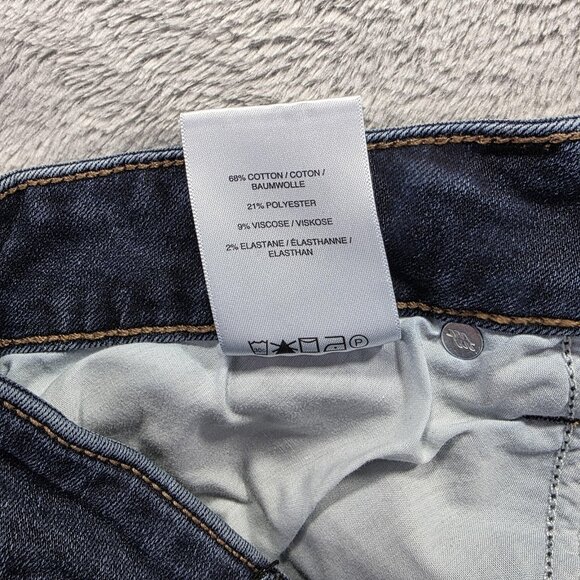 68% COTTON / COTON /
BAUMWOLLE
21% POLYESTER
9% VISCOSE / VISKOSE
2% ELASTANE / ÉLASTHANNE /
ELASTHAN
P